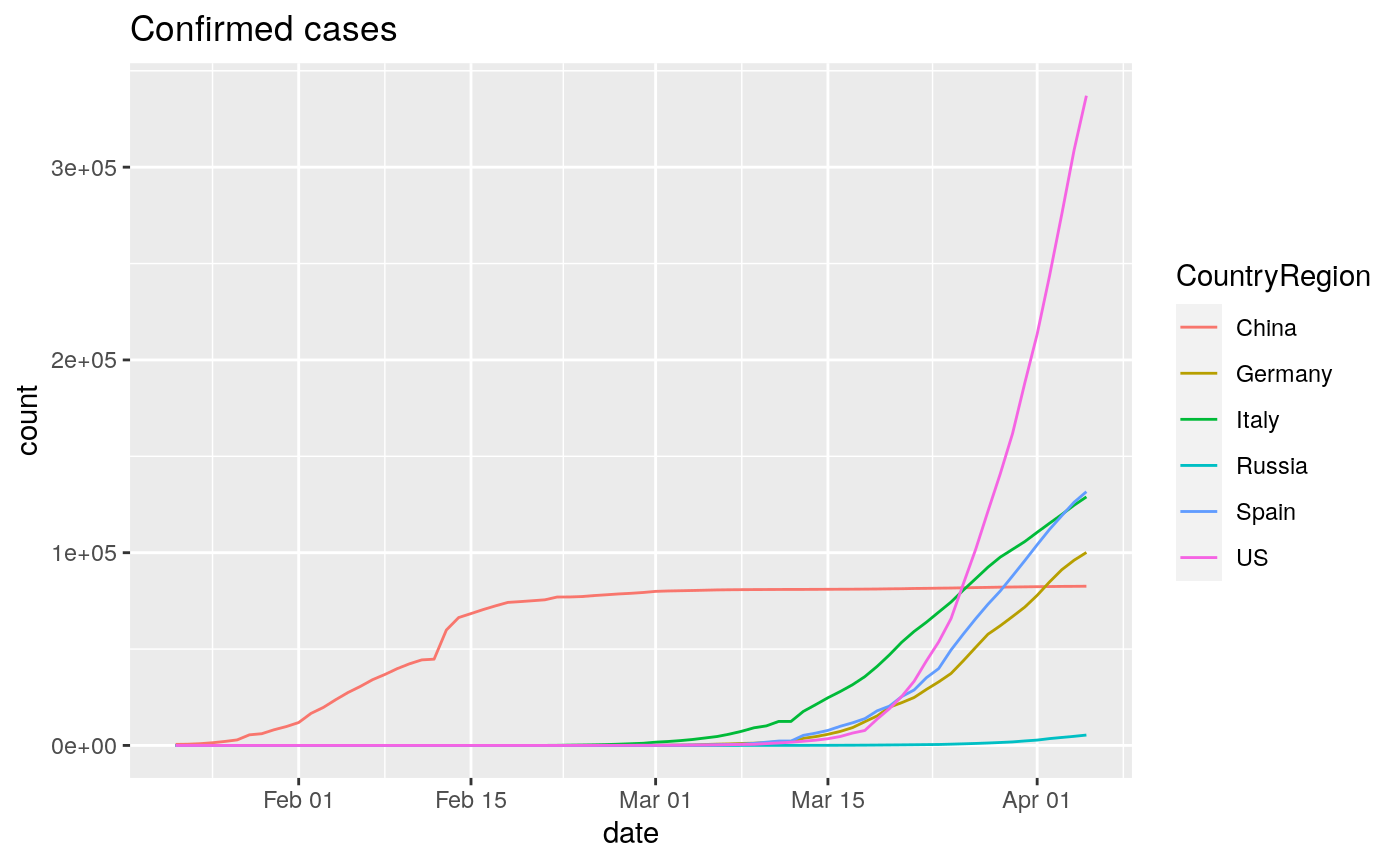 Confirmed cases
3e+05
2e+05
1e+05
0e+00
count
Feb 01
Feb 15
Mar 01
Mar 15
Apr 01
date
CountryRegion
China
Germany
Italy
Russia
Spain
US